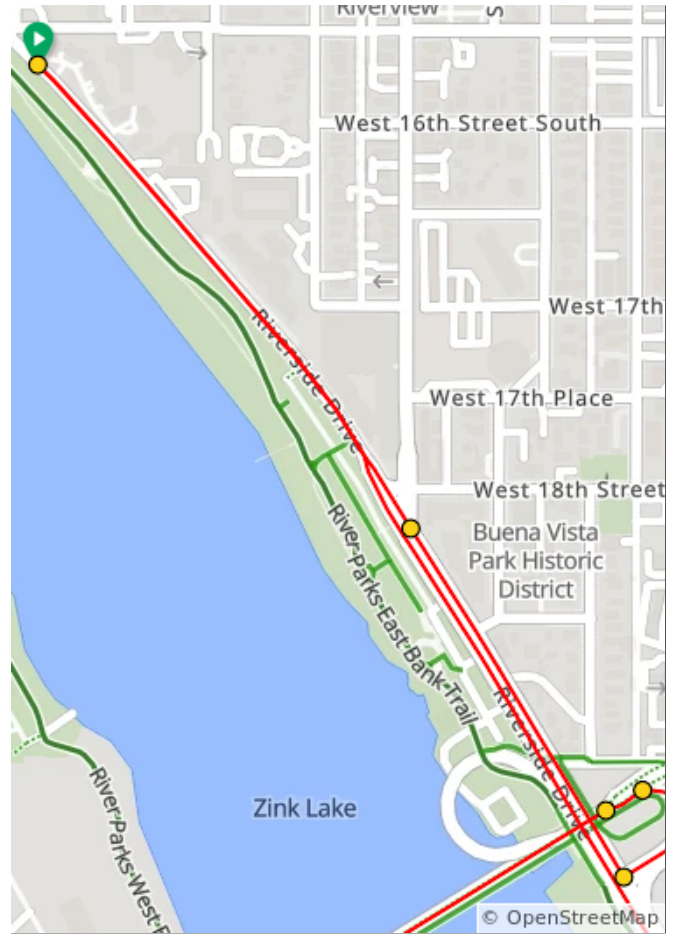 Riverview
S
West 16th Street South
West 17th
Riverside Drive
West 17th Place
West 18th Street
Buena Vista
Park Historic
District
River Parks East Bank Trail
Riverside Drive
Zink Lake
River Parks West
© OpenStreetMap